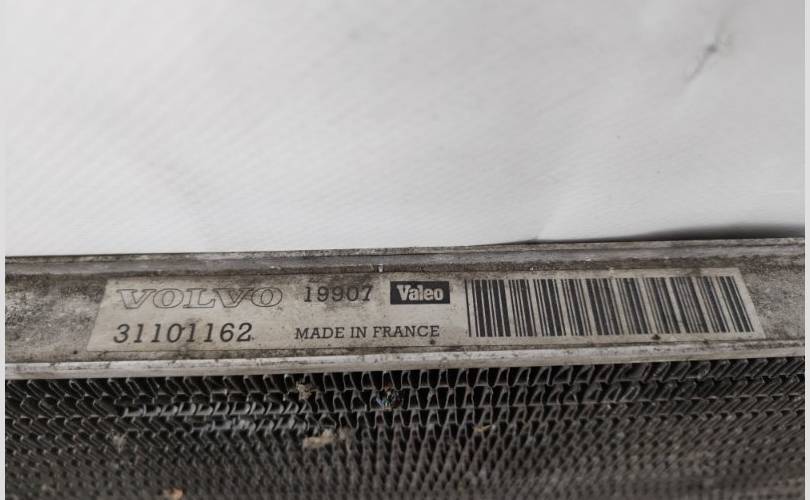 VOLVO 19907 Valeo
31101162 MADE IN FRANCE